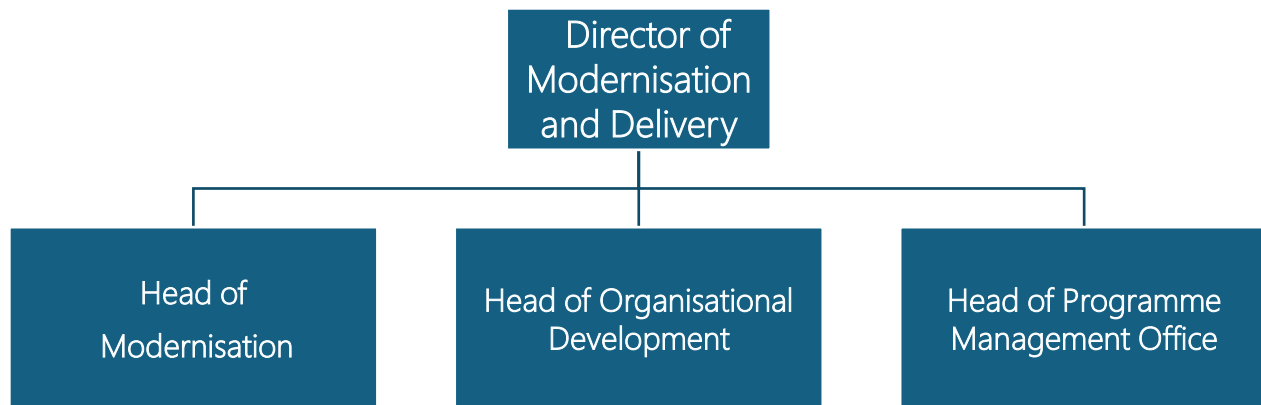 Director of
Modernisation
and Delivery
Head of
Modernisation
Head of Organisational
Development
Head of Programme
Management Office